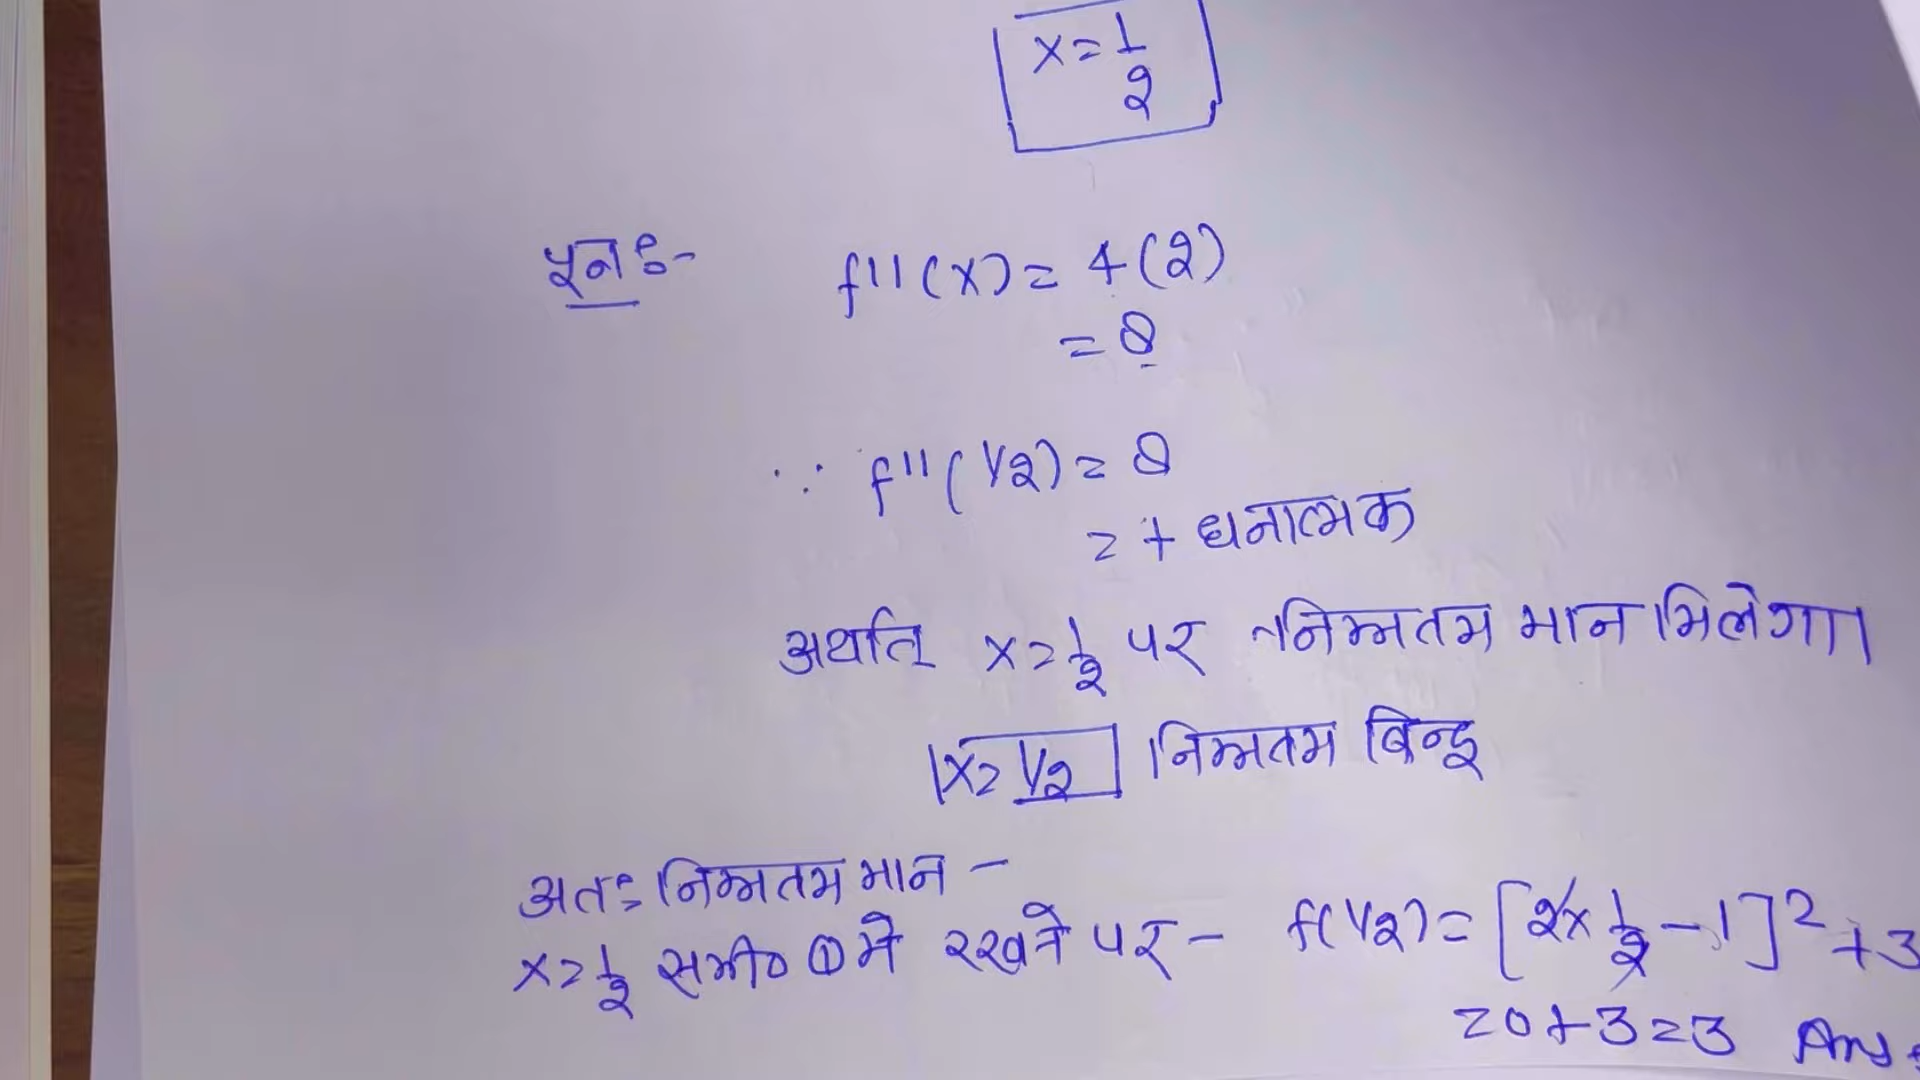 x = 1/2
पुनः-
f''(x) = 4(2)
= 8
∵ f''(1/2) = 8
= + धनात्मक
अर्थात् x = 1/2 पर निम्नतम मान मिलेगा।
x = 1/2 निम्नतम बिन्दू
अतः निम्नतम मान -
x = 1/2 समी० ① मे रखने पर - f(1/2) = [2x 1/2 - 1]² + 3
= 0 + 3 = 3 Ans